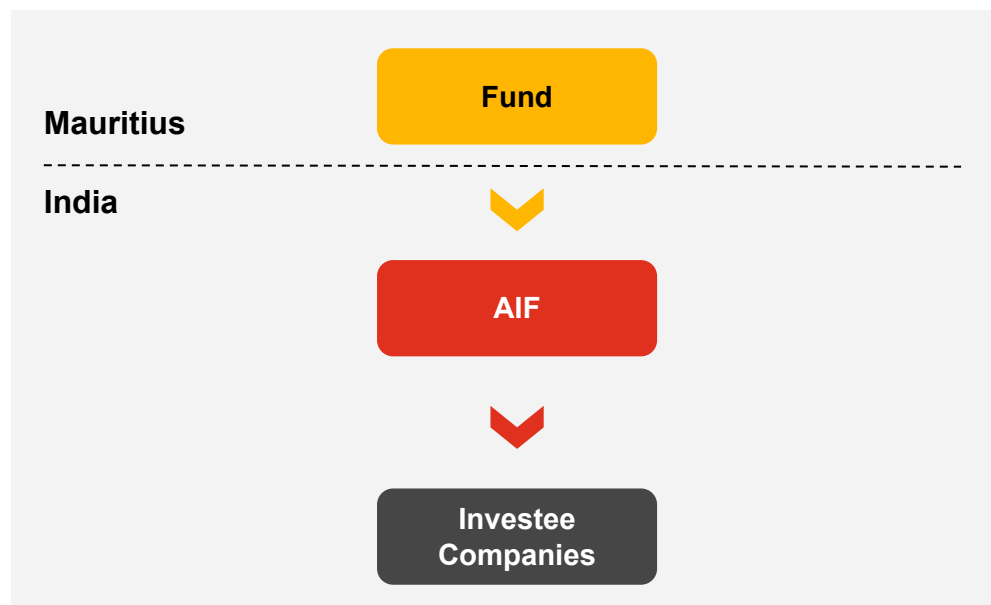 Fund
Mauritius
India
AIF
Investee
Companies